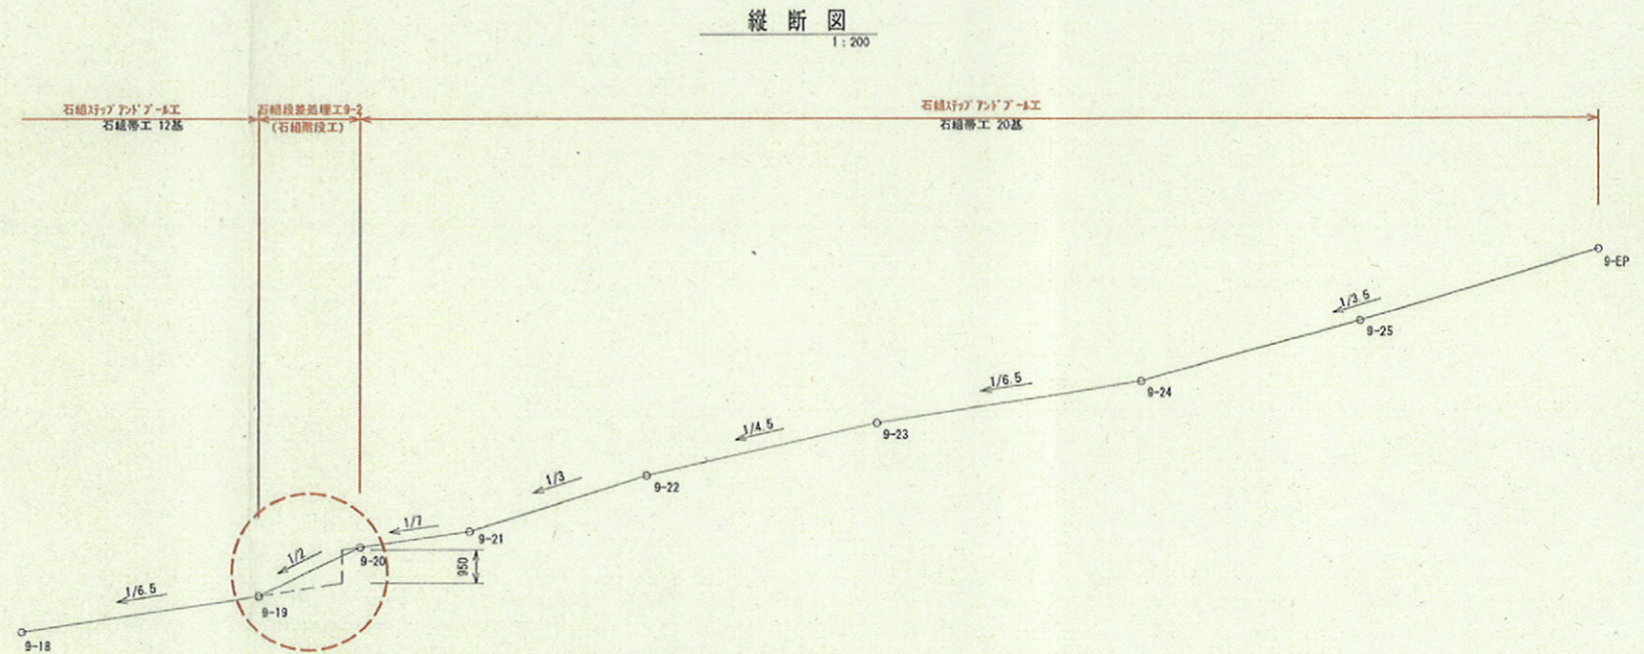 縦断図
1:200
石組ステップアンドプール工
石組帯工 12基
石組段差処理工9-2
(石組階段工)
石組ステップアンドプール工
石組帯工 20基
9-EP
1/3.5
9-25
1/6.5
9-24
1/4.5
9-23
1/3
9-22
1/7
9-21
1/2
9-20
950
1/6.5
9-19
9-18